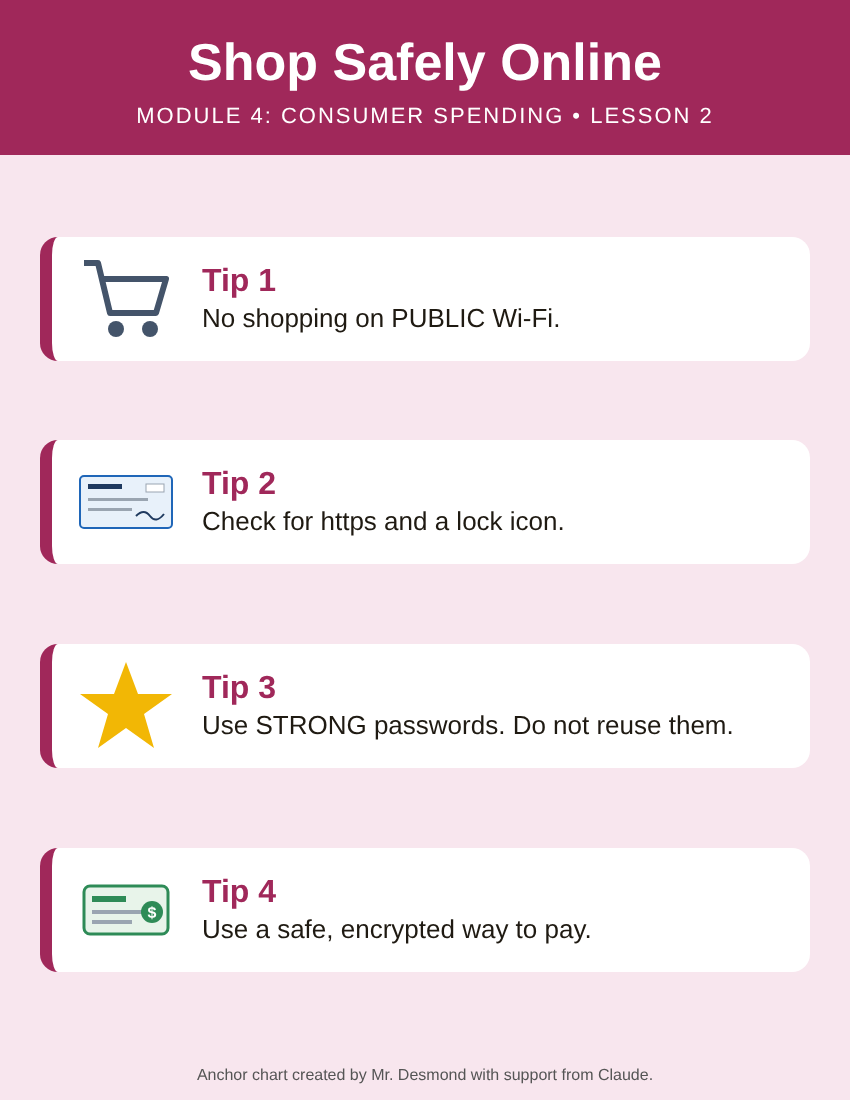 Shop Safely Online
MODULE 4: CONSUMER SPENDING • LESSON 2
Tip 1
No shopping on PUBLIC Wi-Fi.
Tip 2
Check for https and a lock icon.
Tip 3
Use STRONG passwords. Do not reuse them.
Tip 4
$
Use a safe, encrypted way to pay.
Anchor chart created by Mr. Desmond with support from Claude.